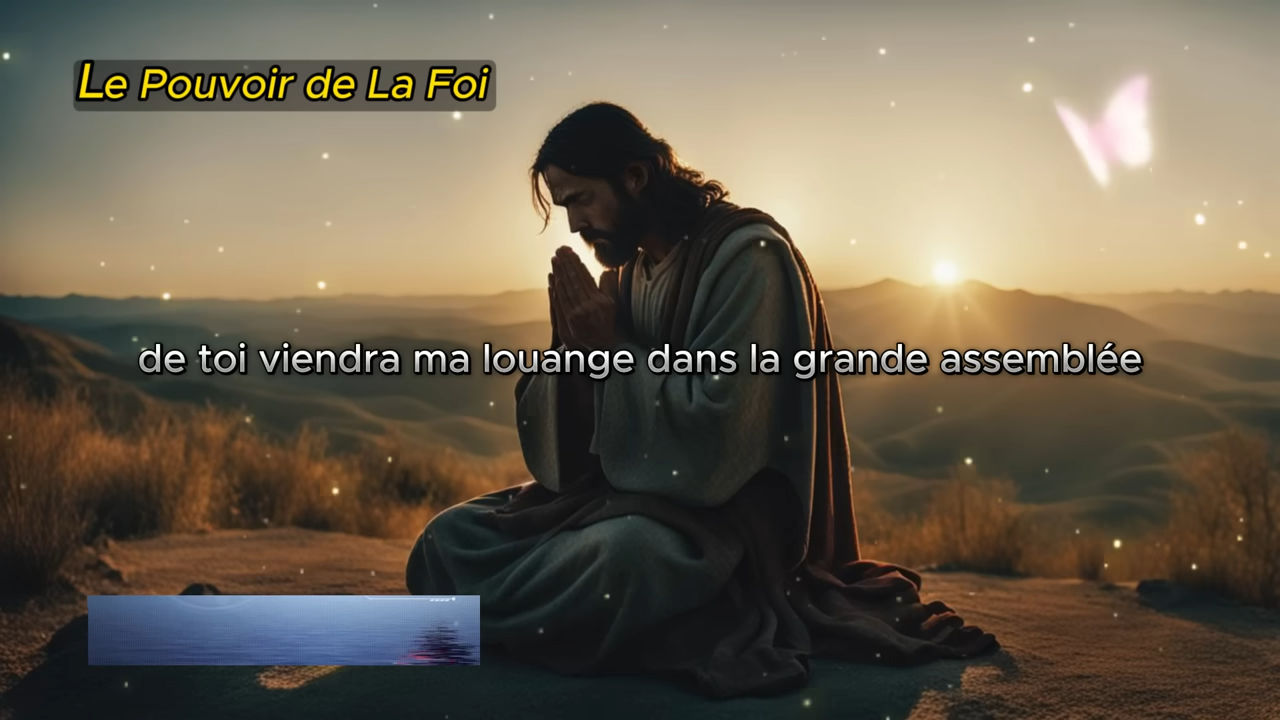 Le Pouvoir de La Foi
de toi viendra ma louange dans la grande assemblée